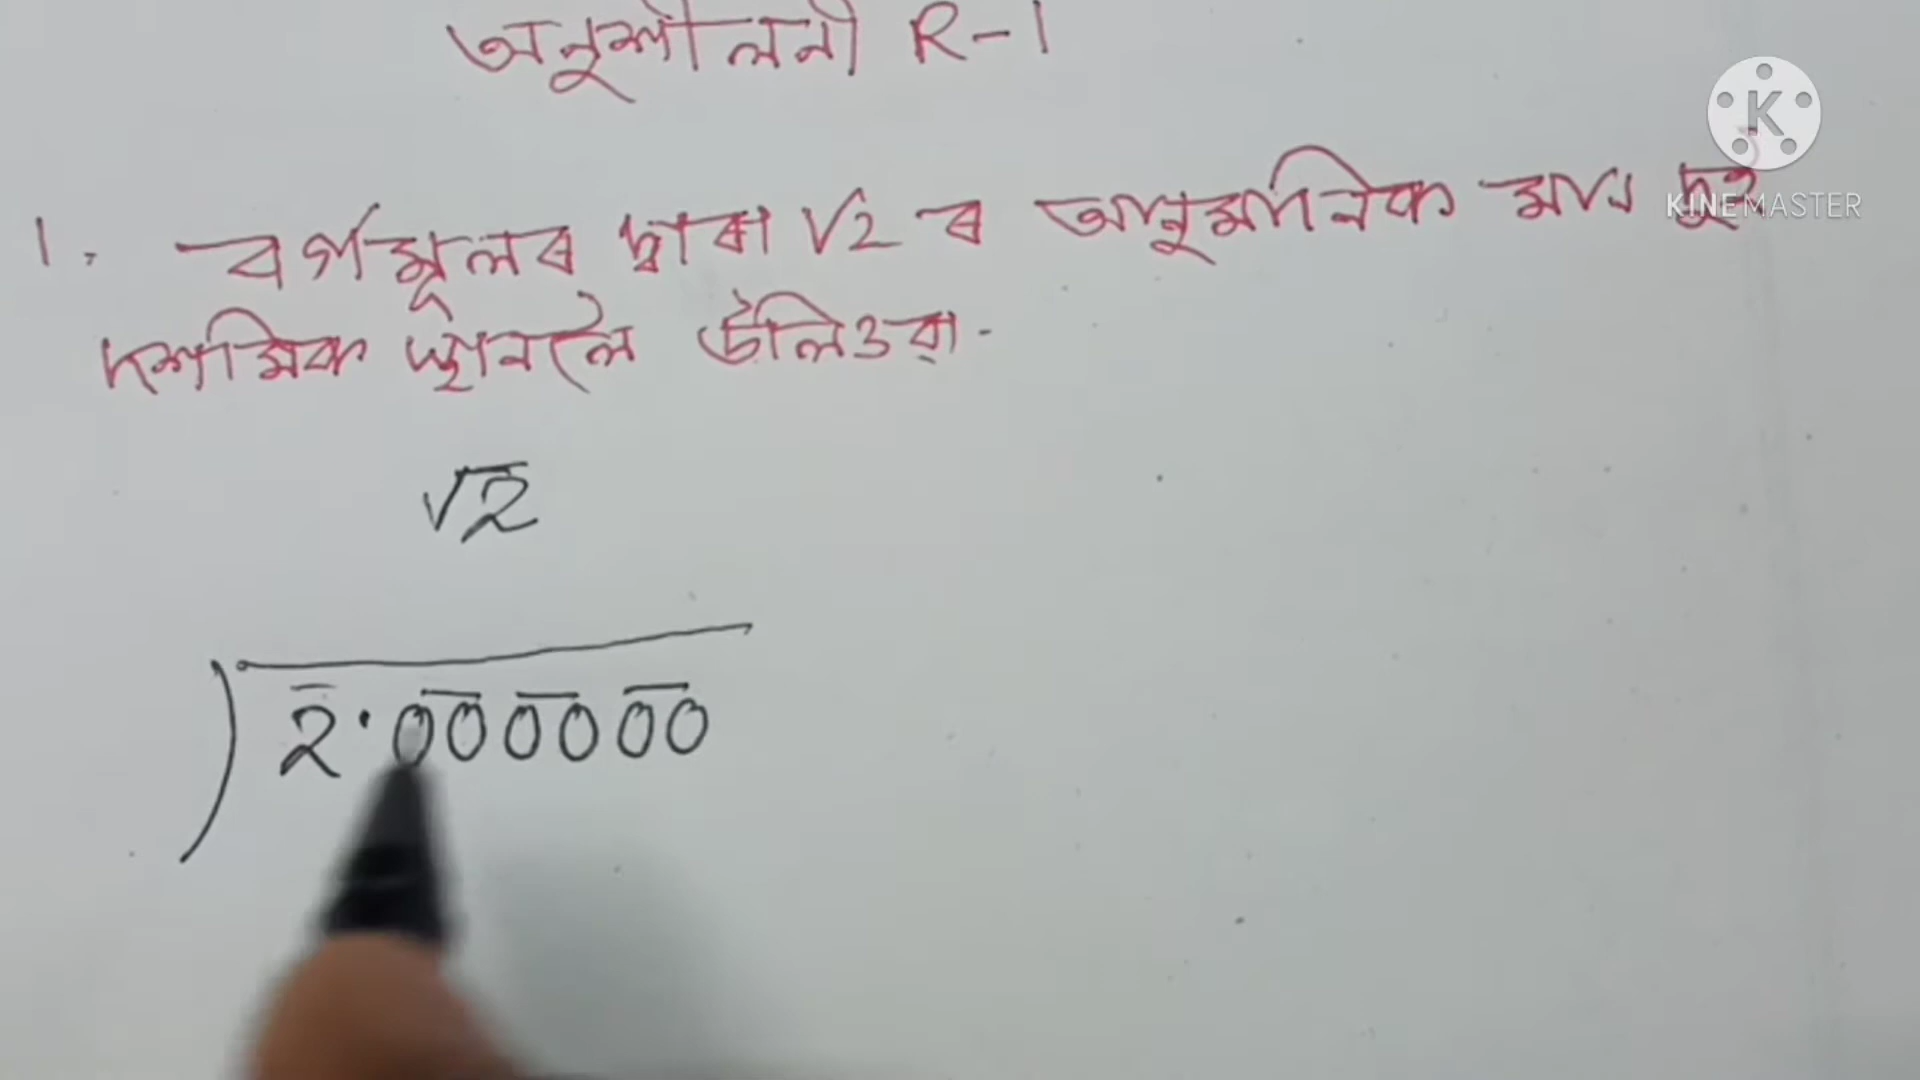 অনুশীলনী R-1
1. বৰ্গমূলৰ দ্বাৰা √2 ৰ আনুমানিক মান দুই
দশমিক স্থানলৈ উলিওৱা.
√2
2.000000
K
KINEMASTER